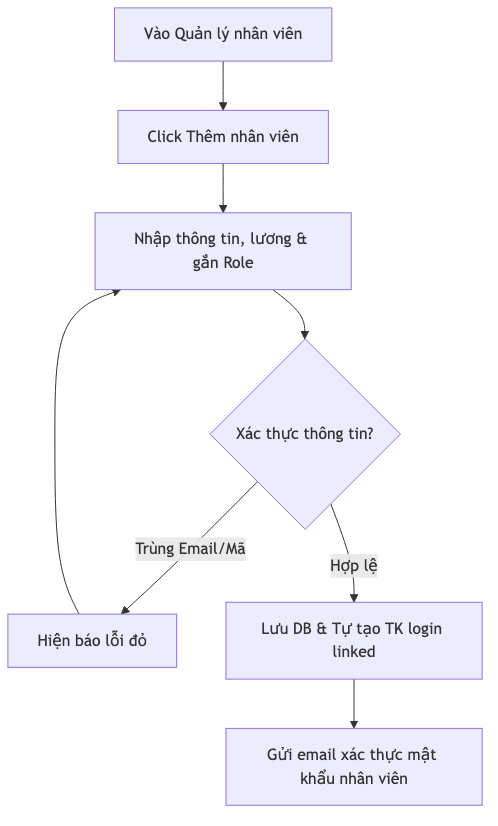 Vào Quản lý nhân viên
Click Thêm nhân viên
Nhập thông tin, lương &
gắn Role
Xác thực thông tin?
Trùng Email/Mã
Hợp lệ
Hiện báo lỗi đỏ
Lưu DB & Tự tạo TK login
linked
Gửi email xác thực mật
khẩu nhân viên